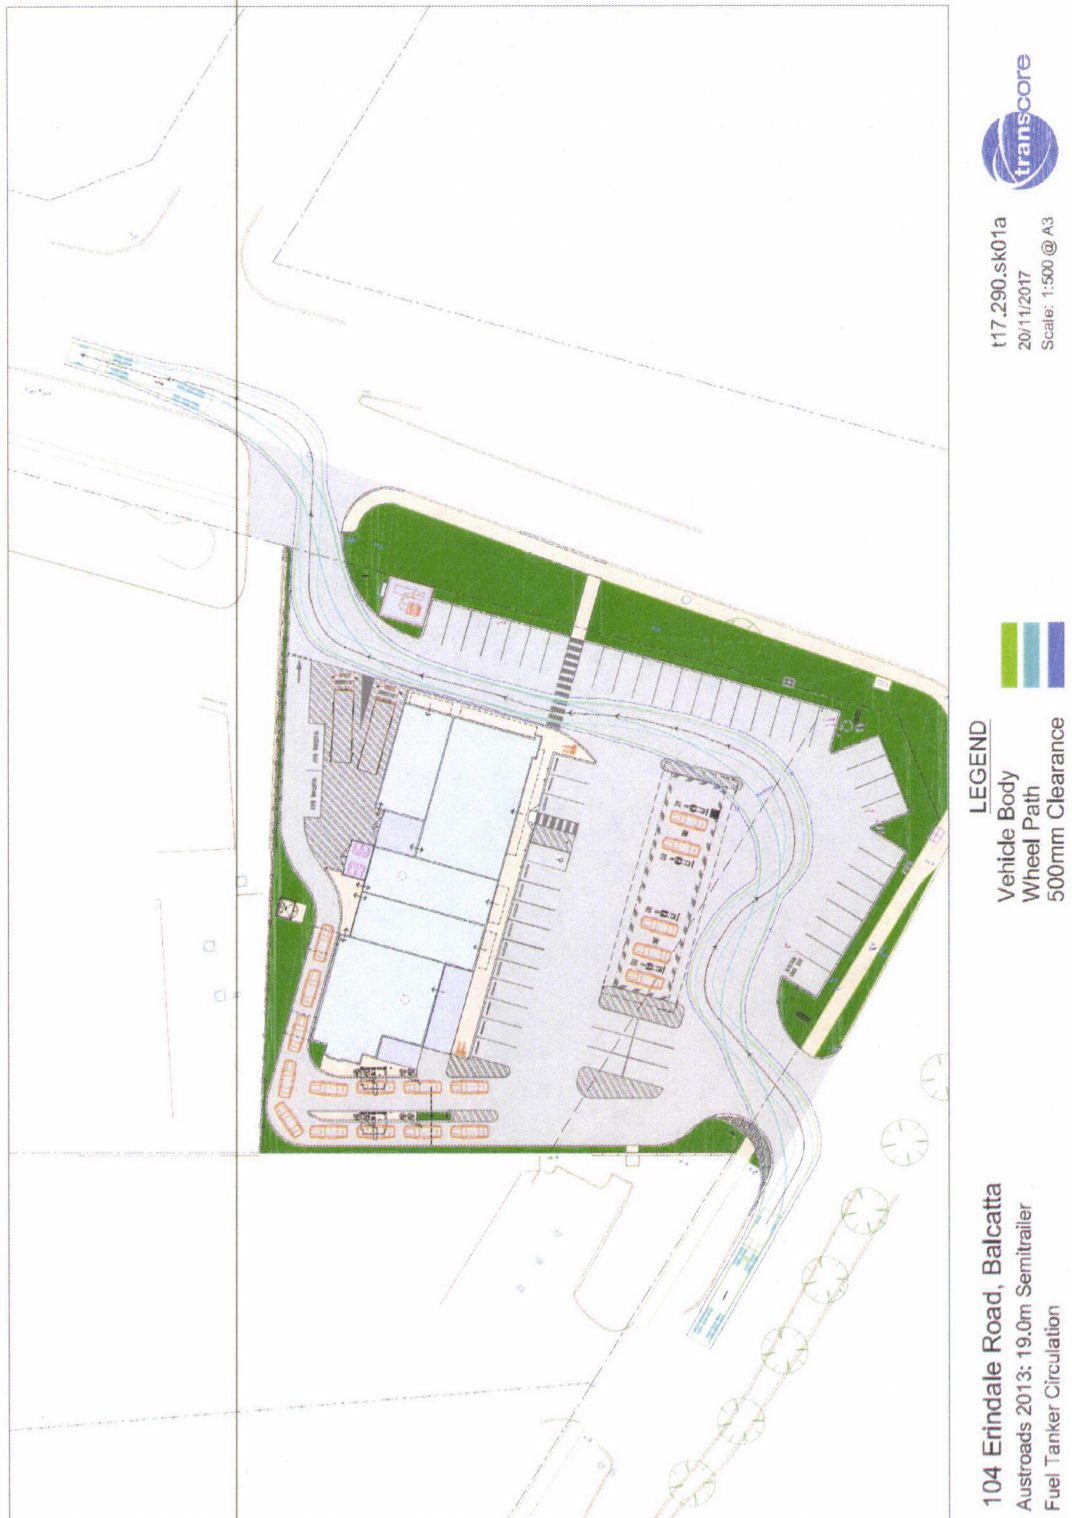 104 Erindale Road, Balcatta
Austroads 2013: 19.0m Semitrailer
Fuel Tanker Circulation
LEGEND
Vehicle Body
Wheel Path
500mm Clearance
t17.290.sk01a
20/11/2017
Scale: 1:500 @ A3
transcore